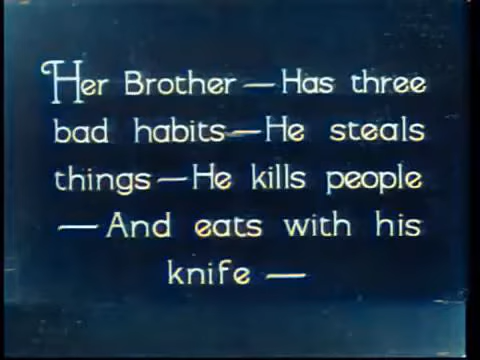 Her Brother — Has three
bad habits — He steals
things — He kills people
— And eats with his
knife —